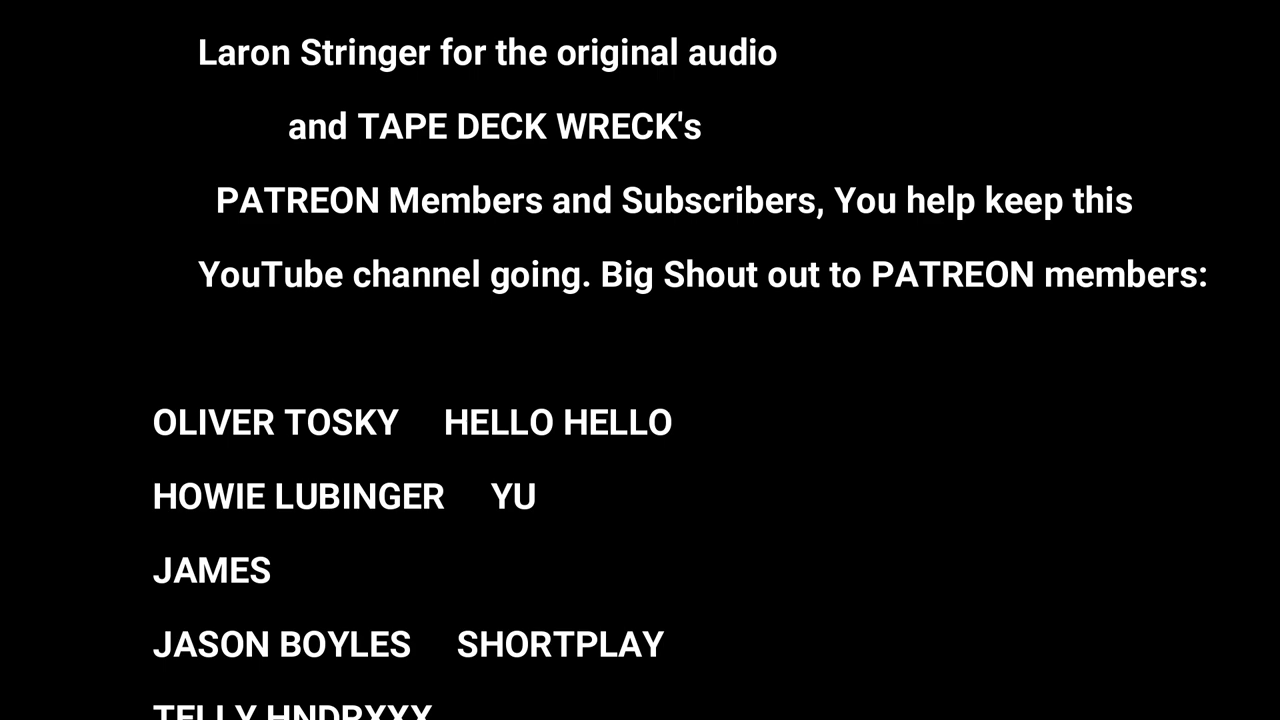 Laron Stringer for the original audio
and TAPE DECK WRECK's
PATREON Members and Subscribers, You help keep this
YouTube channel going. Big Shout out to PATREON members:
OLIVER TOSKY HELLO HELLO
HOWIE LUBINGER YU
JAMES
JASON BOYLES SHORTPLAY
TELLY HNDRXXX